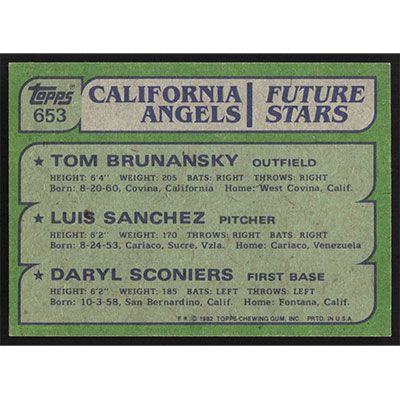 Topps
653
CALIFORNIA ANGELS
FUTURE STARS
★ TOM BRUNANSKY OUTFIELD
HEIGHT: 6'4" WEIGHT: 205 BATS: RIGHT THROWS: RIGHT
Born: 8-20-60, Covina, California Home: West Covina, Calif.
★ LUIS SANCHEZ PITCHER
HEIGHT: 6'2" WEIGHT: 170 BATS: RIGHT THROWS: RIGHT
Born: 8-24-53, Cariaco, Sucre, Vzla. Home: Cariaco, Venezuela
★ DARYL SCONIERS FIRST BASE
HEIGHT: 6'2" WEIGHT: 185 BATS: LEFT THROWS: LEFT
Born: 10-3-58, San Bernardino, Calif. Home: Fontana, Calif.
© 1982 TOPPS CHEWING GUM, INC. PRTD. IN U.S.A.